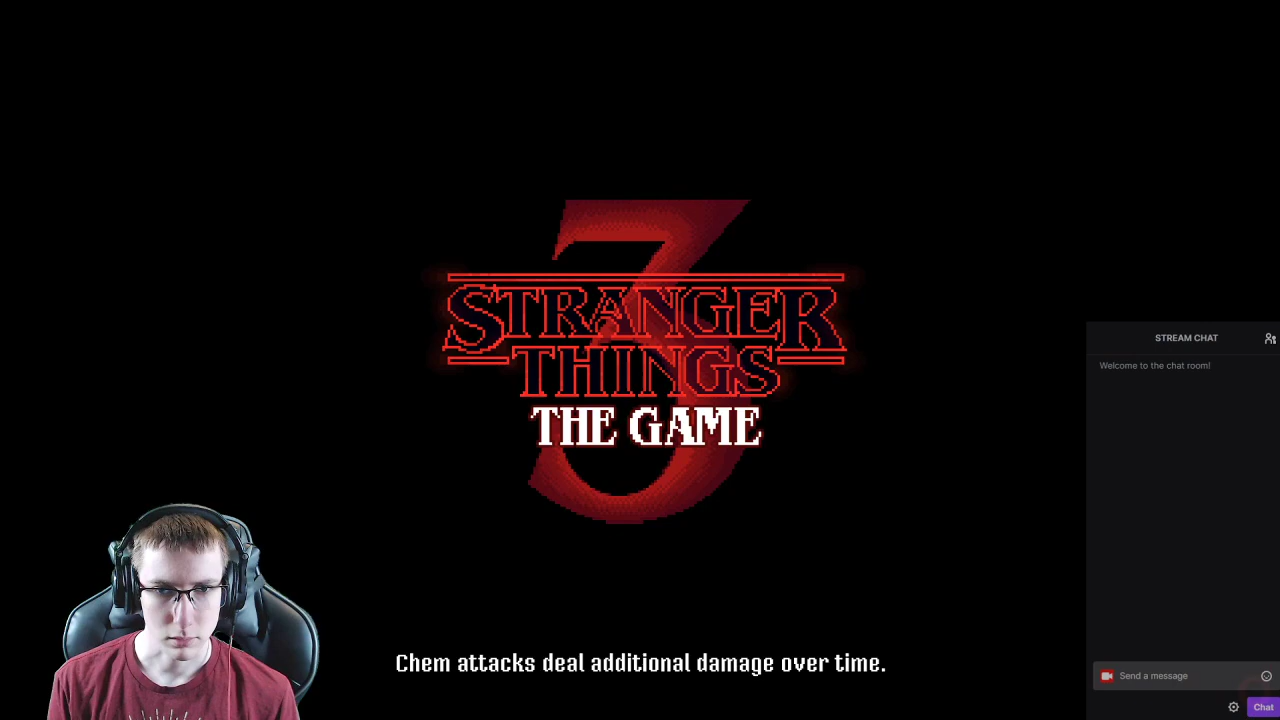 3
STRANGER
THINGS
THE GAME
Chem attacks deal additional damage over time.
STREAM CHAT
Welcome to the chat room!
Send a message
Chat